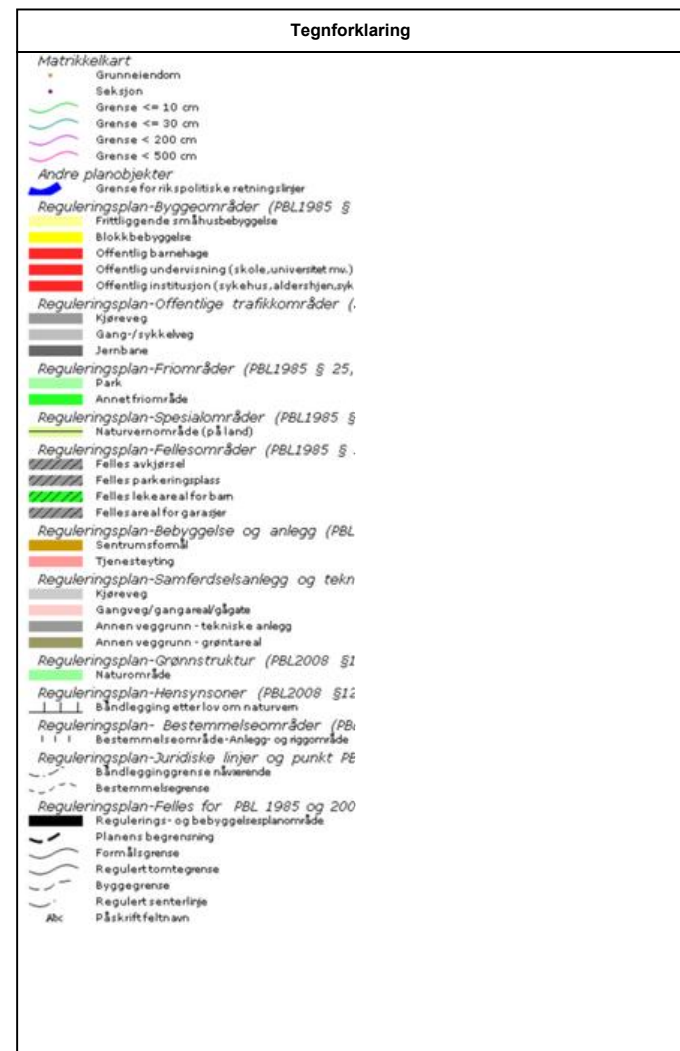 Tegnforklaring
Matrikkelkart
Grunneiendom
Seksjon
Grense <= 10 cm
Grense <= 30 cm
Grense < 200 cm
Grense < 500 cm
Andre planobjekter
Grense for rikspolitiske retningslinjer
Reguleringsplan-Byggeområder (PBL1985 §
Frittliggende småhusbebyggelse
Blokkbebyggelse
Offentlig barnehage
Offentlig undervisning (skole,universitet mv.)
Offentlig institusjon (sykehus,aldershjen,syk
Reguleringsplan-Offentlige trafikkområder (
Kjøreveg
Gang-/sykkelveg
Jernbane
Reguleringsplan-Friområder (PBL1985 § 25,
Park
Annet friområde
Reguleringsplan-Spesialområder (PBL1985 §
Naturvernområde (på land)
Reguleringsplan-Fellesområder (PBL1985 §
Felles avkjørsel
Felles parkeringsplass
Felles lekeareal for barn
Felles areal for garasjer
Reguleringsplan-Bebyggelse og anlegg (PBL
Sentrumsformål
Tjenesteyting
Reguleringsplan-Samferdselsanlegg og tekn
Kjøreveg
Gangveg/gangareal/gågate
Annen veggrunn - tekniske anlegg
Annen veggrunn - grøntareal
Reguleringsplan-Grønnstruktur (PBL2008 §1
Naturområde
Reguleringsplan-Hensynsoner (PBL2008 §12
Båndlegging etter lov om naturvern
Reguleringsplan- Bestemmelseområder (PB
Bestemmelseområde-Anlegg- og riggområde
Reguleringsplan-Juridiske linjer og punkt PB
Båndlegginggrense nåværende
Bestemmelsegrense
Reguleringsplan-Felles for PBL 1985 og 200
Regulerings- og bebyggelsesplanområde
Planens begrensning
Formålsgrense
Regulert tomtegrense
Byggegrense
Regulert senterlinje
Abc Påskrift feltnavn